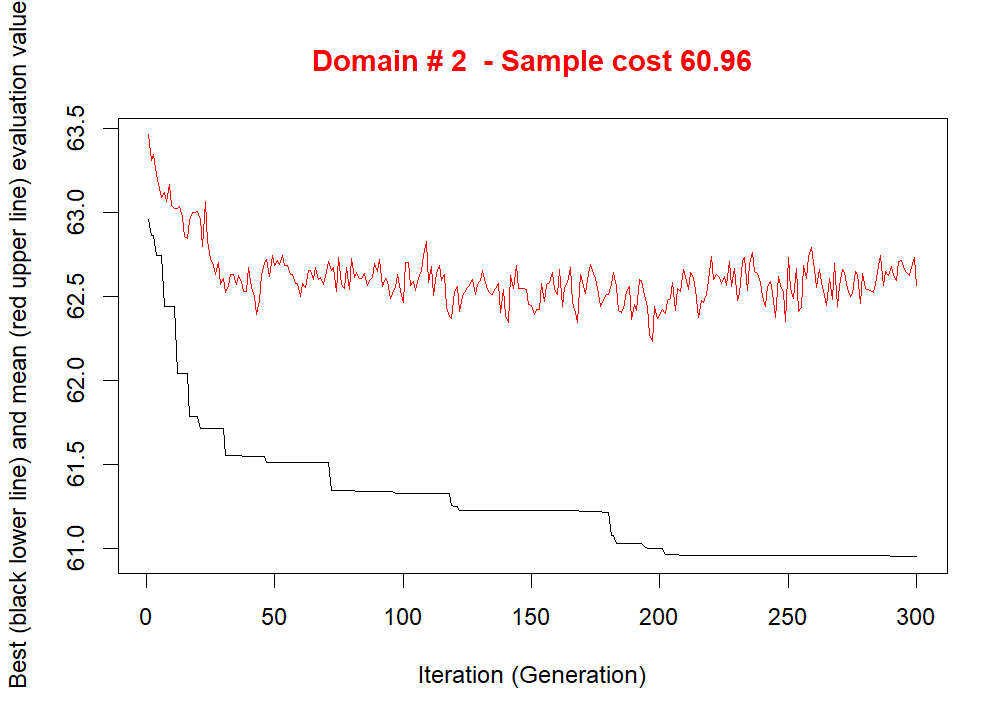 Domain # 2  - Sample cost 60.96
Best (black lower line) and mean (red upper line) evaluation value
63.5
63.0
62.5
62.0
61.5
61.0
0 50 100 150 200 250 300
Iteration (Generation)